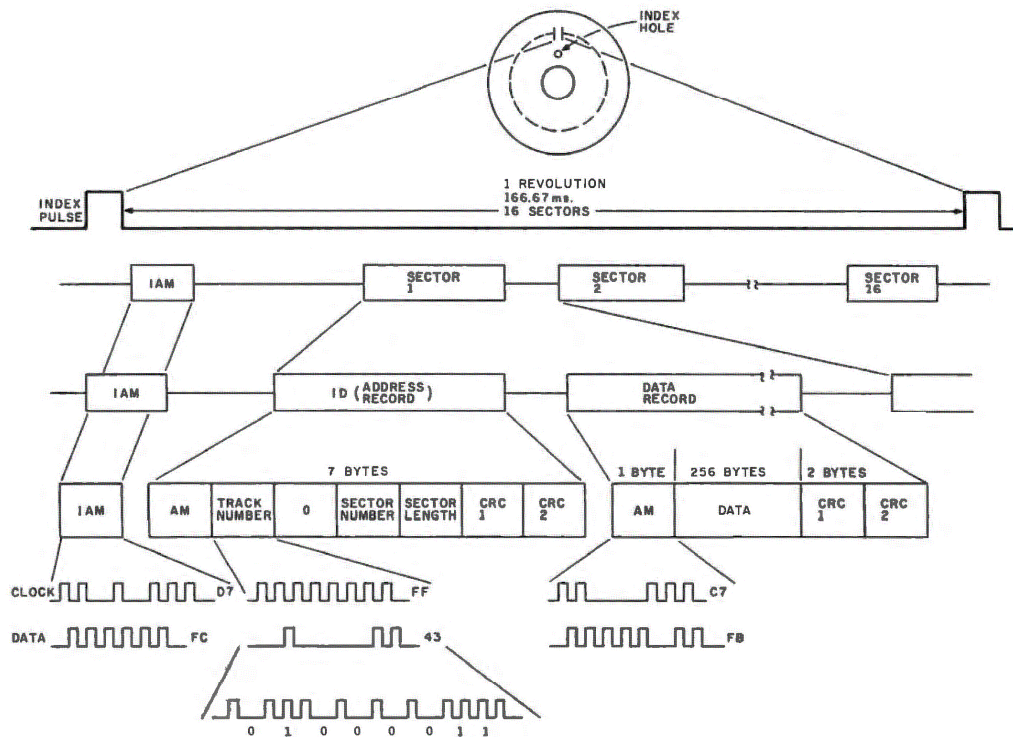 INDEX
HOLE
1 REVOLUTION
166.67ms.
16 SECTORS
INDEX
PULSE
IAM
SECTOR
1
SECTOR
2
SECTOR
16
IAM
ID (ADDRESS
RECORD)
DATA
RECORD
7 BYTES
1 BYTE
256 BYTES
2 BYTES
IAM
AM
TRACK
NUMBER
0
SECTOR
NUMBER
SECTOR
LENGTH
CRC
1
CRC
2
AM
DATA
CRC
1
CRC
2
CLOCK
D7
FF
C7
DATA
FC
43
FB
0 1 0 0 0 0 1 1